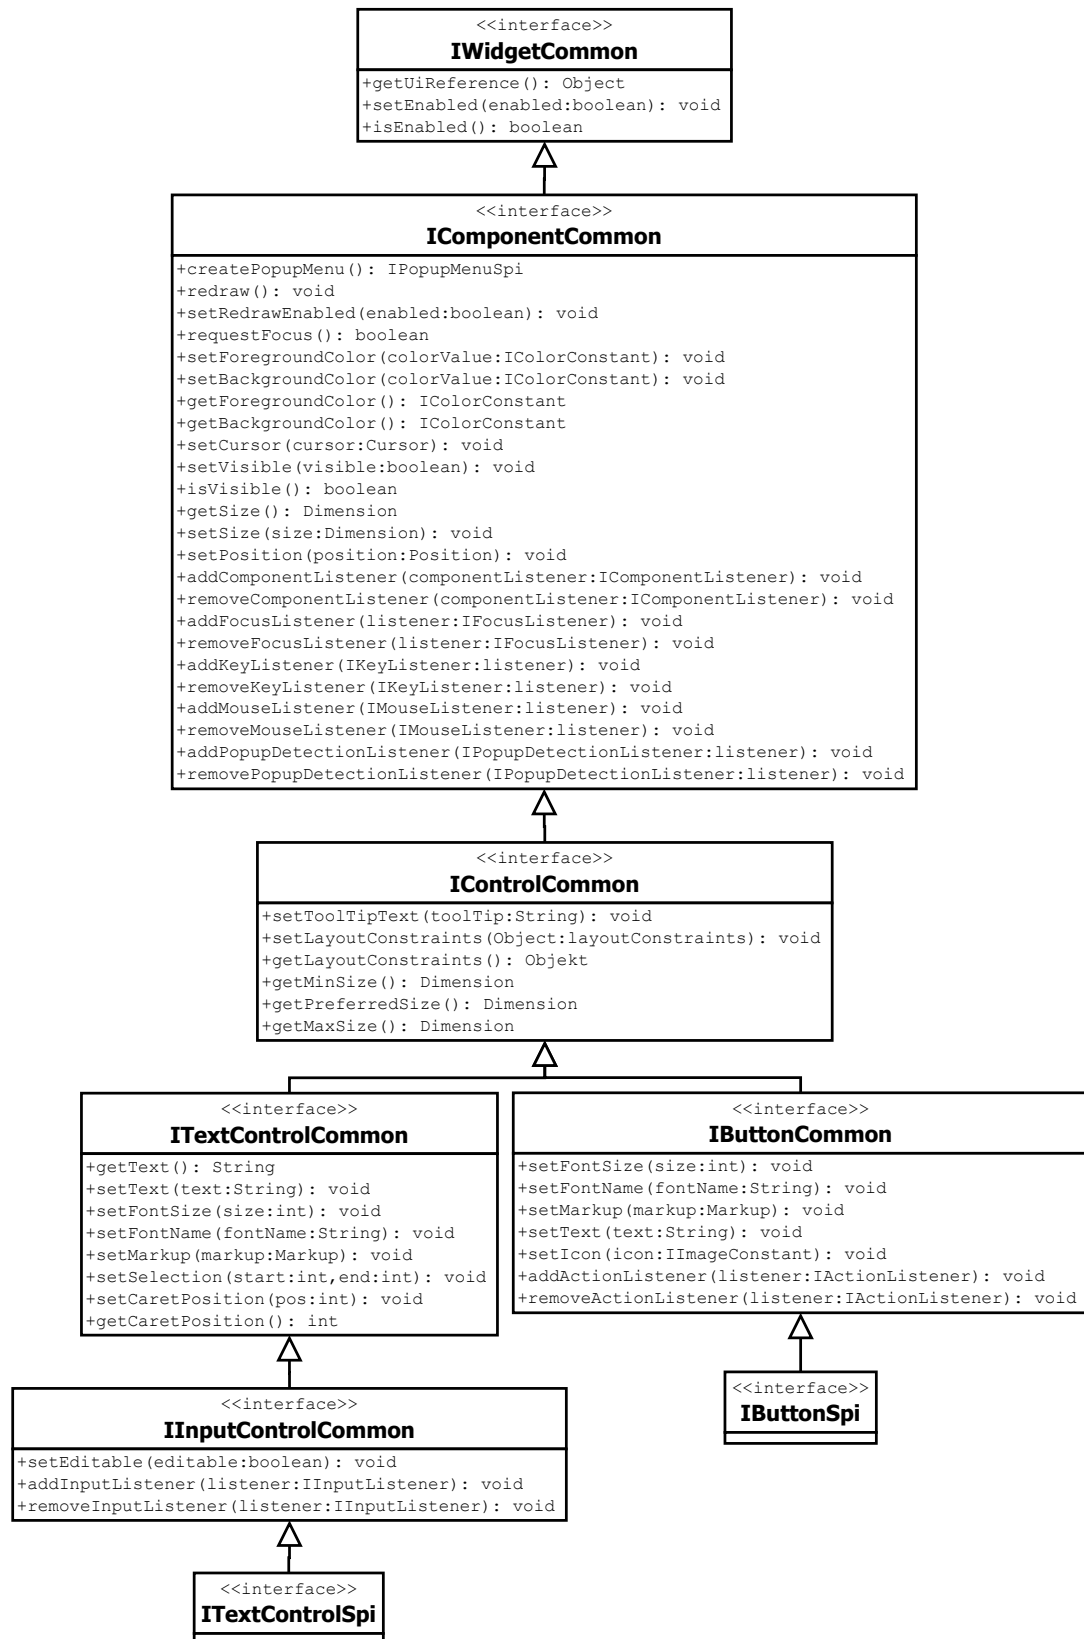 <<interface>>
IWidgetCommon
+getUiReference(): Object
+setEnabled(enabled:boolean): void
+isEnabled(): boolean
<<interface>>
IComponentCommon
+createPopupMenu(): IPopupMenuSpi
+redraw(): void
+setRedrawEnabled(enabled:boolean): void
+requestFocus(): boolean
+setForegroundColor(colorValue:IColorConstant): void
+setBackgroundColor(colorValue:IColorConstant): void
+getForegroundColor(): IColorConstant
+getBackgroundColor(): IColorConstant
+setCursor(cursor:Cursor): void
+setVisible(visible:boolean): void
+isVisible(): boolean
+getSize(): Dimension
+setSize(size:Dimension): void
+setPosition(position:Position): void
+addComponentListener(componentListener:IComponentListener): void
+removeComponentListener(componentListener:IComponentListener): void
+addFocusListener(listener:IFocusListener): void
+removeFocusListener(listener:IFocusListener): void
+addKeyListener(IKeyListener:listener): void
+removeKeyListener(IKeyListener:listener): void
+addMouseListener(IMouseListener:listener): void
+removeMouseListener(IMouseListener:listener): void
+addPopupDetectionListener(IPopupDetectionListener:listener): void
+removePopupDetectionListener(IPopupDetectionListener:listener): void
<<interface>>
IControlCommon
+setToolTipText(toolTip:String): void
+setLayoutConstraints(Object:layoutConstraints): void
+getLayoutConstraints(): Objekt
+getMinSize(): Dimension
+getPreferredSize(): Dimension
+getMaxSize(): Dimension
<<interface>>
ITextControlCommon
+getText(): String
+setText(text:String): void
+setFontSize(size:int): void
+setFontName(fontName:String): void
+setMarkup(markup:Markup): void
+setSelection(start:int,end:int): void
+setCaretPosition(pos:int): void
+getCaretPosition(): int
<<interface>>
IButtonCommon
+setFontSize(size:int): void
+setFontName(fontName:String): void
+setMarkup(markup:Markup): void
+setText(text:String): void
+setIcon(icon:IImageConstant): void
+addActionListener(listener:IActionListener): void
+removeActionListener(listener:IActionListener): void
<<interface>>
IButtonSpi
<<interface>>
IInputControlCommon
+setEditable(editable:boolean): void
+addInputListener(listener:IInputListener): void
+removeInputListener(listener:IInputListener): void
<<interface>>
ITextControlSpi